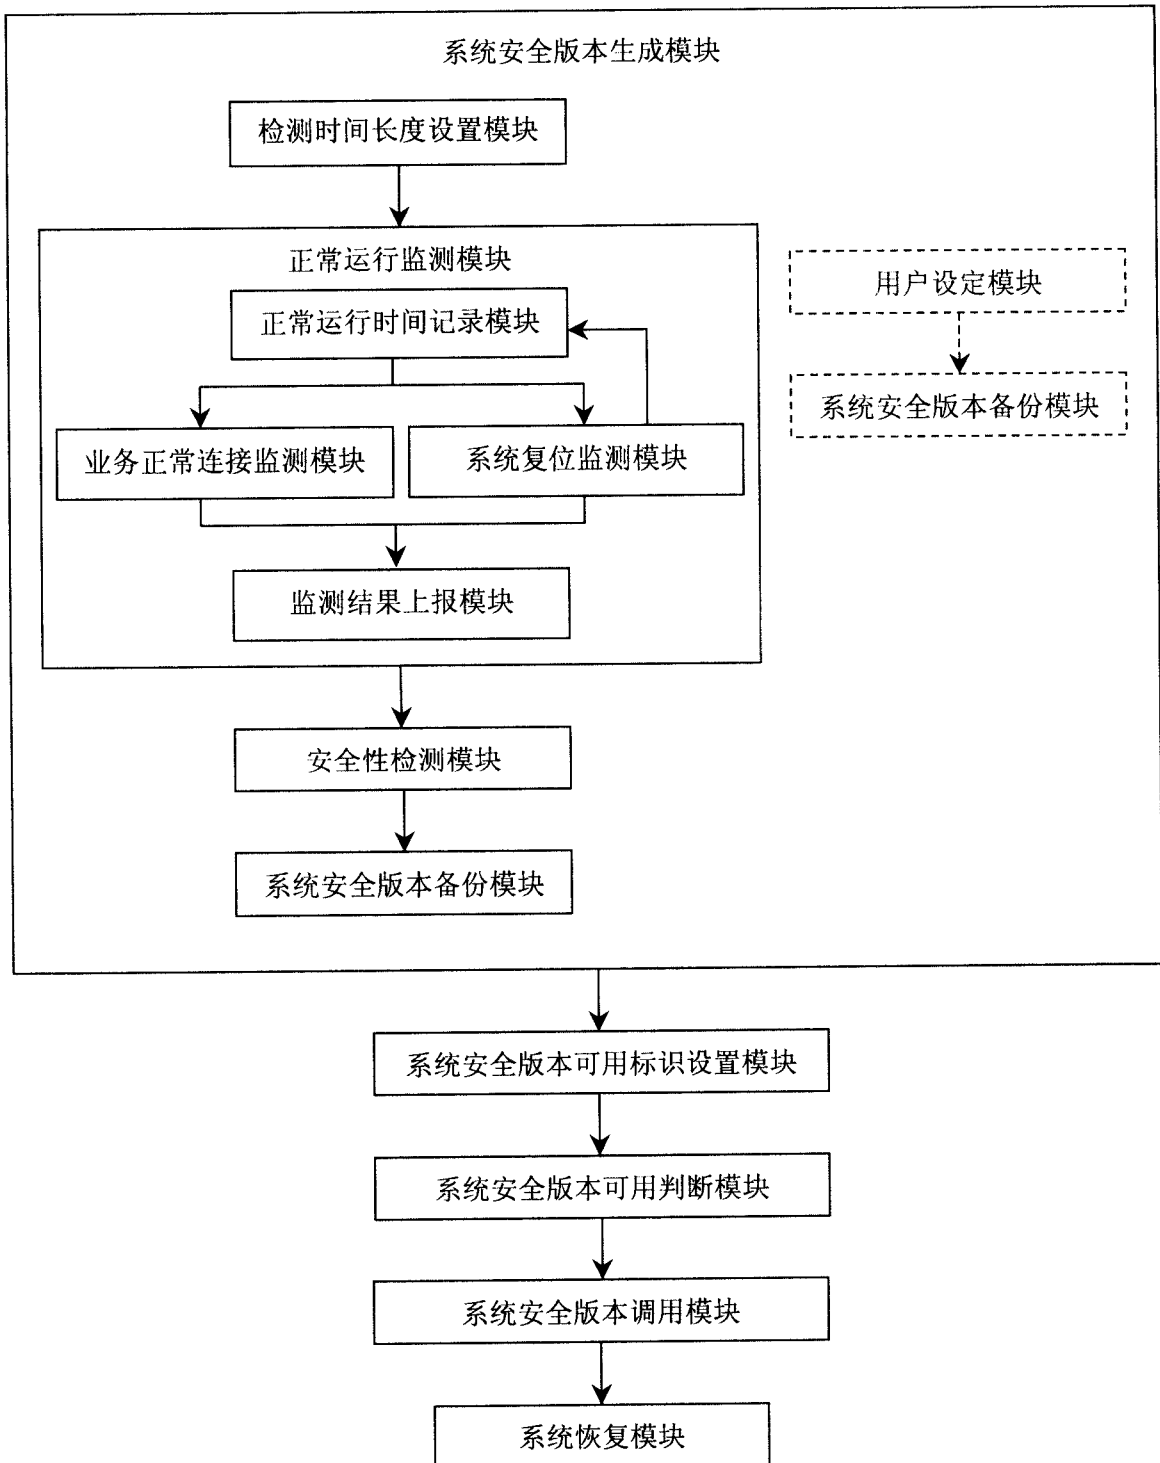 系统安全版本生成模块
检测时间长度设置模块
正常运行监测模块
正常运行时间记录模块
业务正常连接监测模块
系统复位监测模块
监测结果上报模块
安全性检测模块
系统安全版本备份模块
用户设定模块
系统安全版本备份模块
系统安全版本可用标识设置模块
系统安全版本可用判断模块
系统安全版本调用模块
系统恢复模块